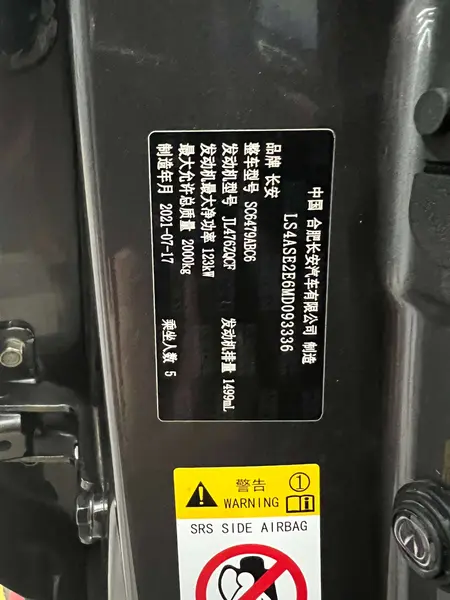 中国 合肥长安汽车有限公司 制造
LS4ASE2E6MD093336
品牌 长安
整车型号 SC6479ABC6
发动机型号 JL476ZQCF 发动机排量 1499mL
发动机最大净功率 123kW
最大允许总质量 2000kg
制造年月 2021-07-17 乘坐人数 5
警告 ①
WARNING
SRS SIDE AIRBAG